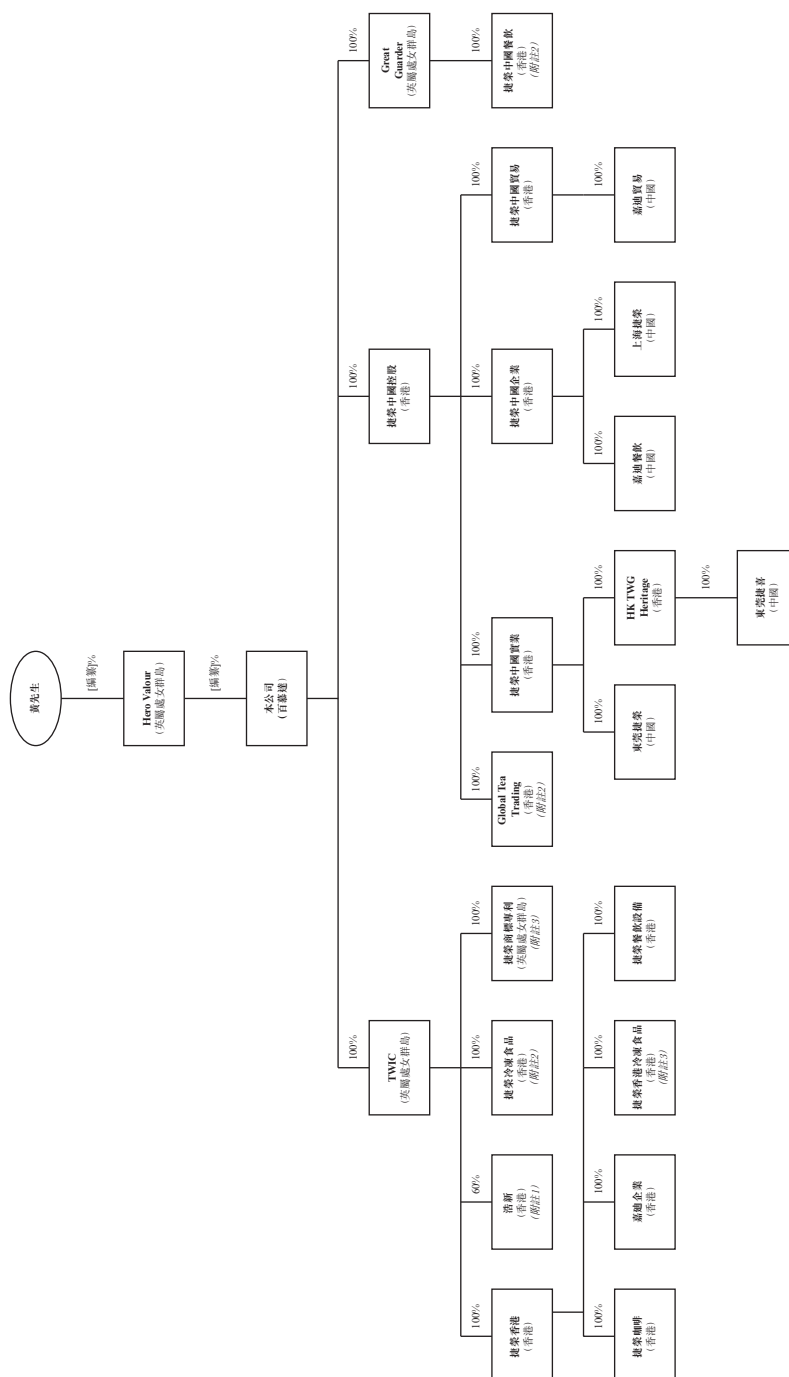 黃先生
[編纂]%
Hero Valour
(英屬處女群島)
[編纂]%
本公司
(百慕達)
100%
TWIC
(英屬處女群島)
100%
捷榮中國控股
(香港)
100%
Great
Guarder
(英屬處女群島)
100%
捷榮香港
(香港)
60%
浩新
(香港)
(附註1)
100%
捷榮冷凍食品
(香港)
(附註2)
100%
捷榮商標專利
(英屬處女群島)
(附註3)
100%
Global Tea
Trading
(香港)
(附註2)
100%
捷榮中國實業
(香港)
100%
捷榮中國企業
(香港)
100%
捷榮中國貿易
(香港)
100%
捷榮中國餐飲
(香港)
(附註2)
100%
捷榮咖啡
(香港)
100%
嘉迪企業
(香港)
100%
捷榮香港冷凍食品
(香港)
(附註3)
100%
捷榮餐飲設備
(香港)
100%
東莞捷榮
(中國)
100%
HK TWG
Heritage
(香港)
100%
嘉迪餐飲
(中國)
100%
上海捷榮
(中國)
100%
嘉迪貿易
(中國)
100%
東莞捷喜
(中國)